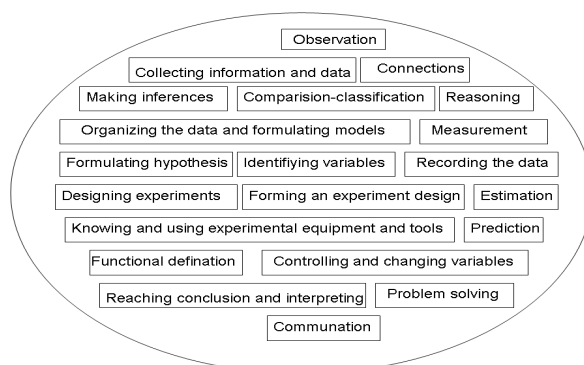 Observation
Collecting information and data Connections
Making inferences Comparision-classification Reasoning
Organizing the data and formulating models Measurement
Formulating hypothesis Identifiying variables Recording the data
Designing experiments Forming an experiment design Estimation
Knowing and using experimental equipment and tools Prediction
Functional defination Controlling and changing variables
Reaching conclusion and interpreting Problem solving
Communation